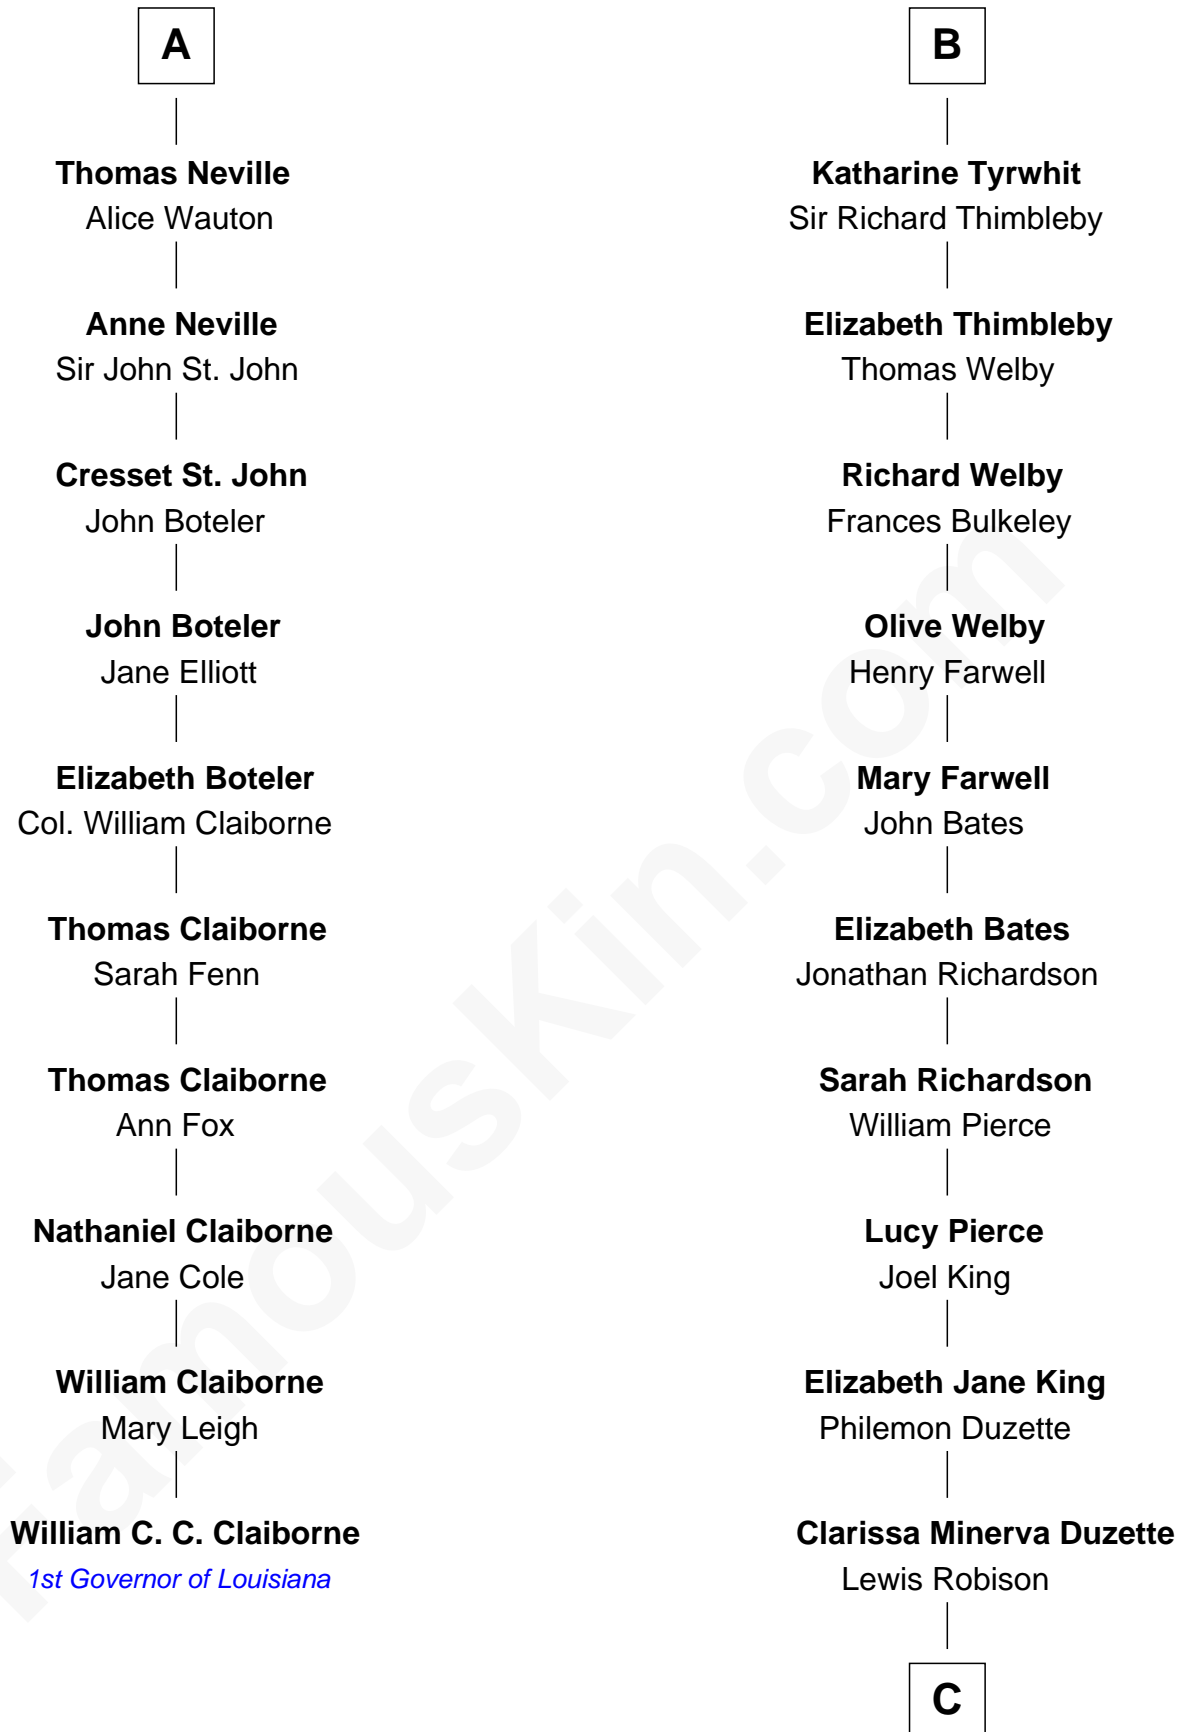 A
Thomas Neville
Alice Wauton
Anne Neville
Sir John St. John
Cresset St. John
John Boteler
John Boteler
Jane Elliott
Elizabeth Boteler
Col. William Claiborne
Thomas Claiborne
Sarah Fenn
Thomas Claiborne
Ann Fox
Nathaniel Claiborne
Jane Cole
William Claiborne
Mary Leigh
William C. C. Claiborne
1st Governor of Louisiana
B
Katharine Tyrwhit
Sir Richard Thimbleby
Elizabeth Thimbleby
Thomas Welby
Richard Welby
Frances Bulkeley
Olive Welby
Henry Farwell
Mary Farwell
John Bates
Elizabeth Bates
Jonathan Richardson
Sarah Richardson
William Pierce
Lucy Pierce
Joel King
Elizabeth Jane King
Philemon Duzette
Clarissa Minerva Duzette
Lewis Robison
C
famouskin.com